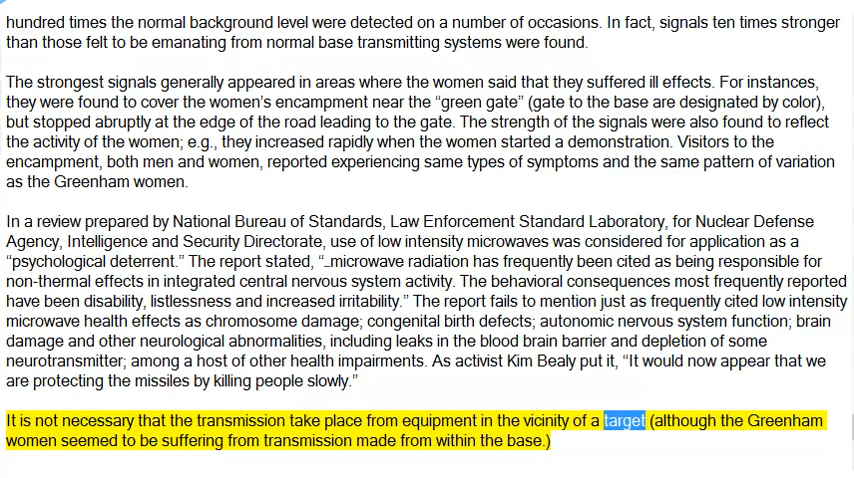 hundred times the normal background level were detected on a number of occasions. In fact, signals ten times stronger
than those felt to be emanating from normal base transmitting systems were found.
The strongest signals generally appeared in areas where the women said that they suffered ill effects. For instances,
they were found to cover the women's encampment near the “green gate” (gate to the base are designated by color),
but stopped abruptly at the edge of the road leading to the gate. The strength of the signals were also found to reflect
the activity of the women; e.g., they increased rapidly when the women started a demonstration. Visitors to the
encampment, both men and women, reported experiencing same types of symptoms and the same pattern of variation
as the Greenham women.
In a review prepared by National Bureau of Standards, Law Enforcement Standard Laboratory, for Nuclear Defense
Agency, Intelligence and Security Directorate, use of low intensity microwaves was considered for application as a
“psychological deterrent.” The report stated, “..microwave radiation has frequently been cited as being responsible for
non-thermal effects in integrated central nervous system activity. The behavioral consequences most frequently reported
have been disability, listlessness and increased irritability.” The report fails to mention just as frequently cited low intensity
microwave health effects as chromosome damage; congenital birth defects; autonomic nervous system function; brain
damage and other neurological abnormalities, including leaks in the blood brain barrier and depletion of some
neurotransmitter; among a host of other health impairments. As activist Kim Bealy put it, “It would now appear that we
are protecting the missiles by killing people slowly.”
It is not necessary that the transmission take place from equipment in the vicinity of a target (although the Greenham
women seemed to be suffering from transmission made from within the base.)